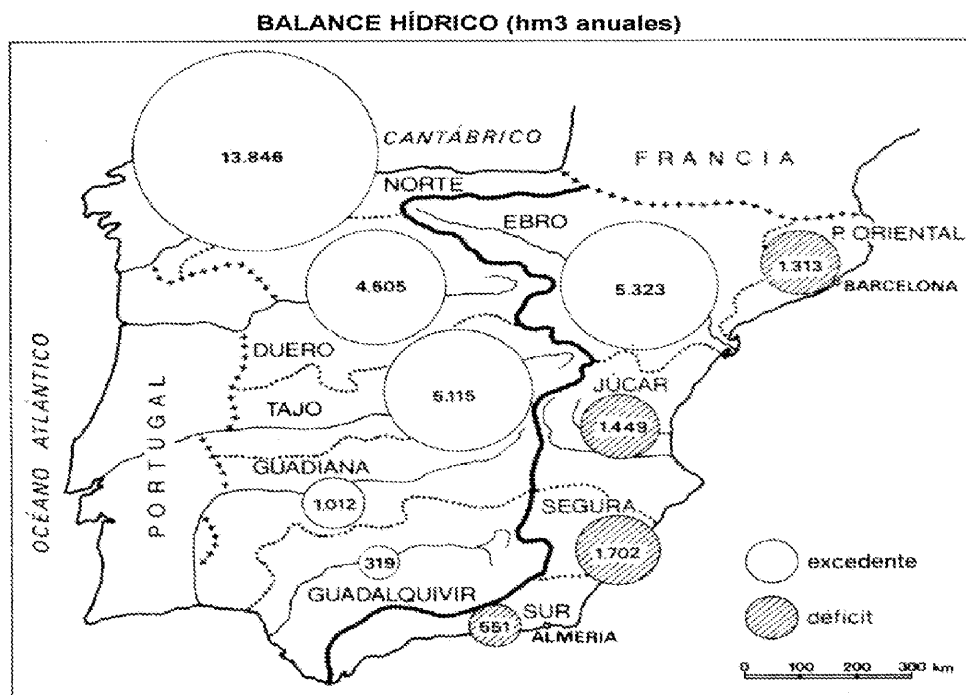 BALANCE HÍDRICO (hm3 anuales)
CANTÁBRICO
13.846
FRANCIA
NORTE
EBRO
P. ORIENTAL
1.313
BARCELONA
4.605
5.323
DUERO
OCÉANO ATLÁNTICO
PORTUGAL
TAJO
6.115
JÚCAR
1.449
GUADIANA
1.012
SEGURA
1.702
319
GUADALQUIVIR
SUR
551
ALMERIA
excedente
déficit
0 100 200 300 km